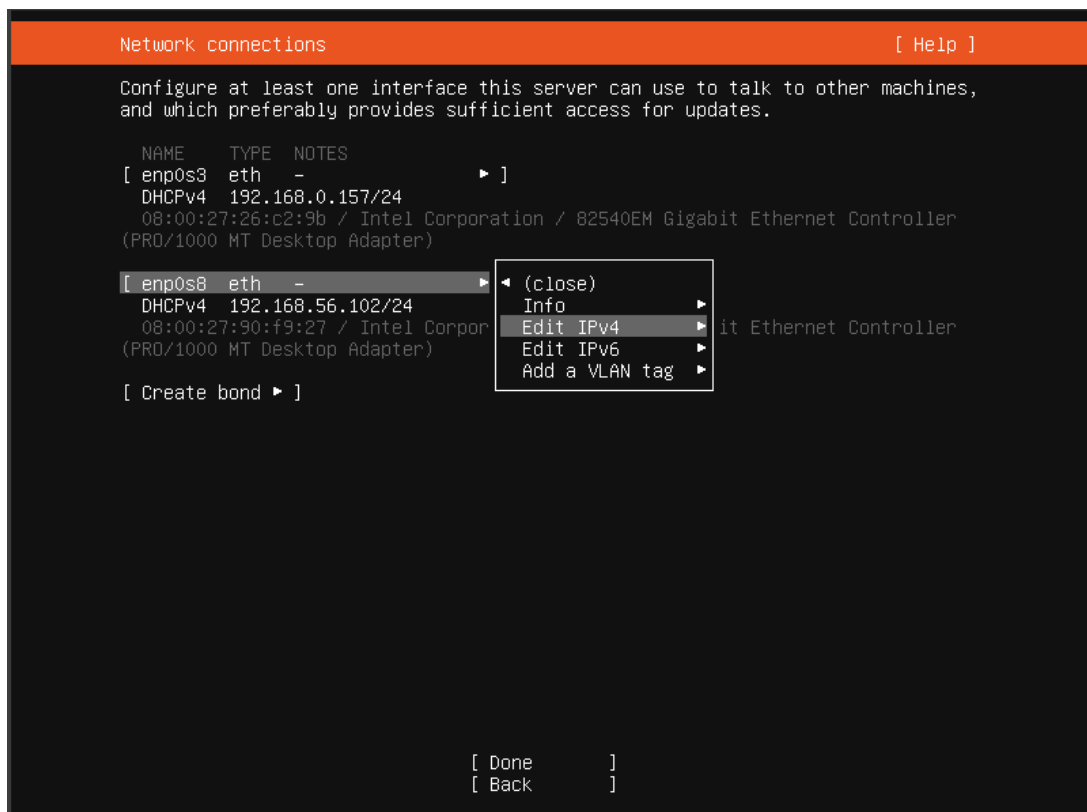 Network connections [ Help ]
Configure at least one interface this server can use to talk to other machines,
and which preferably provides sufficient access for updates.
NAME TYPE NOTES
[ enp0s3 eth - ▸ ]
DHCPv4 192.168.0.157/24
08:00:27:26:c2:9b / Intel Corporation / 82540EM Gigabit Ethernet Controller
(PRO/1000 MT Desktop Adapter)
[ enp0s8 eth - ▸
DHCPv4 192.168.56.102/24
08:00:27:90:f9:27 / Intel Corpor it Ethernet Controller
(PRO/1000 MT Desktop Adapter)
◂ (close)
Info ▸
Edit IPv4 ▸
Edit IPv6 ▸
Add a VLAN tag ▸
[ Create bond ▸ ]
[ Done ]
[ Back ]